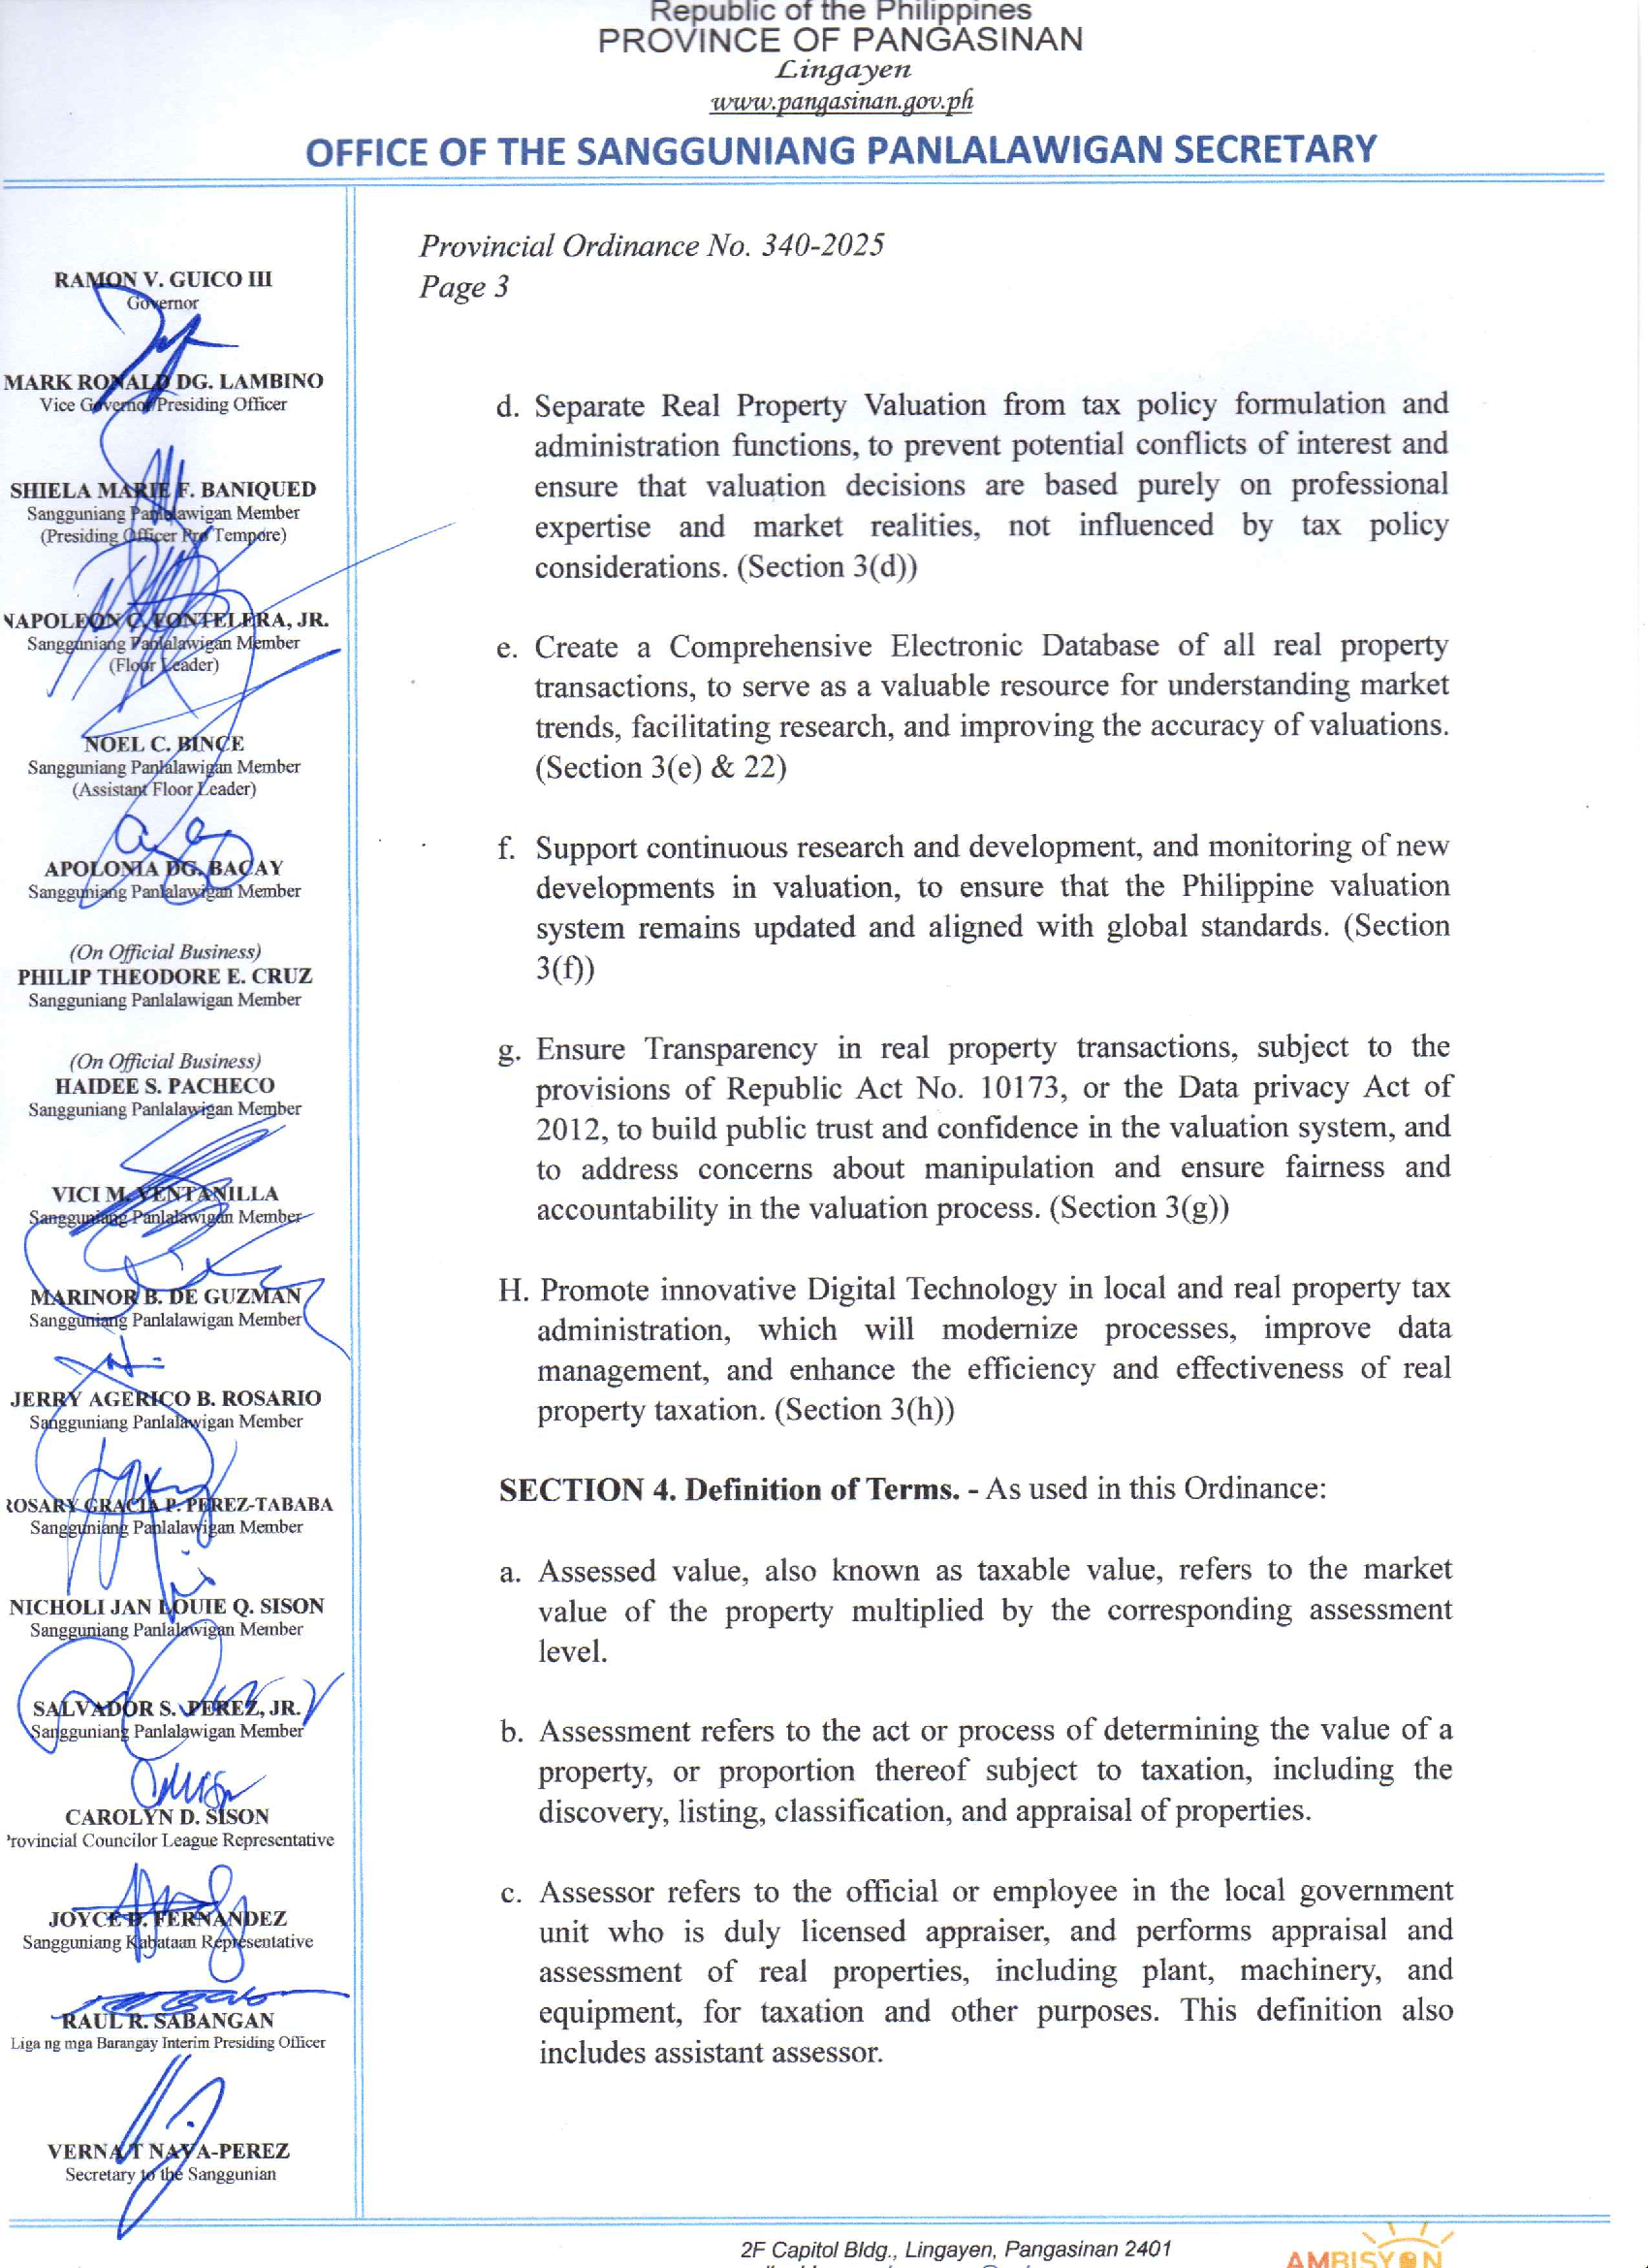 Republic of the Philippines
PROVINCE OF PANGASINAN
Lingayen
www.pangasinan.gov.ph
OFFICE OF THE SANGGUNIANG PANLALAWIGAN SECRETARY
RAMON V. GUICO III
Governor
MARK RONALD DG. LAMBINO
Vice Governor/Presiding Officer
SHIELA MARIE F. BANIQUED
Sangguniang Panlalawigan Member
(Presiding Officer Pro Tempore)
NAPOLEON C. FONTELERA, JR.
Sangguniang Panlalawigan Member
(Floor Leader)
NOEL C. BINCE
Sangguniang Panlalawigan Member
(Assistant Floor Leader)
APOLONIA DG. BACAY
Sangguniang Panlalawigan Member
(On Official Business)
PHILIP THEODORE E. CRUZ
Sangguniang Panlalawigan Member
(On Official Business)
HAIDEE S. PACHECO
Sangguniang Panlalawigan Member
VICI M. VENTANILLA
Sangguniang Panlalawigan Member
MARINOR B. DE GUZMAN
Sangguniang Panlalawigan Member
JERRY AGERICO B. ROSARIO
Sangguniang Panlalawigan Member
ROSARY GRACIA P. PEREZ-TABABA
Sangguniang Panlalawigan Member
NICHOLI JAN LOUIE Q. SISON
Sangguniang Panlalawigan Member
SALVADOR S. PEREZ, JR.
Sangguniang Panlalawigan Member
CAROLYN D. SISON
Provincial Councilor League Representative
JOYCE D. FERNANDEZ
Sangguniang Kabataan Representative
RAUL R. SABANGAN
Liga ng mga Barangay Interim Presiding Officer
VERNA T NAVA-PEREZ
Secretary to the Sanggunian
Provincial Ordinance No. 340-2025
Page 3
d. Separate Real Property Valuation from tax policy formulation and
administration functions, to prevent potential conflicts of interest and
ensure that valuation decisions are based purely on professional
expertise and market realities, not influenced by tax policy
considerations. (Section 3(d))
e. Create a Comprehensive Electronic Database of all real property
transactions, to serve as a valuable resource for understanding market
trends, facilitating research, and improving the accuracy of valuations.
(Section 3(e) & 22)
f. Support continuous research and development, and monitoring of new
developments in valuation, to ensure that the Philippine valuation
system remains updated and aligned with global standards. (Section
3(f))
g. Ensure Transparency in real property transactions, subject to the
provisions of Republic Act No. 10173, or the Data privacy Act of
2012, to build public trust and confidence in the valuation system, and
to address concerns about manipulation and ensure fairness and
accountability in the valuation process. (Section 3(g))
H. Promote innovative Digital Technology in local and real property tax
administration, which will modernize processes, improve data
management, and enhance the efficiency and effectiveness of real
property taxation. (Section 3(h))
SECTION 4. Definition of Terms. - As used in this Ordinance:
a. Assessed value, also known as taxable value, refers to the market
value of the property multiplied by the corresponding assessment
level.
b. Assessment refers to the act or process of determining the value of a
property, or proportion thereof subject to taxation, including the
discovery, listing, classification, and appraisal of properties.
c. Assessor refers to the official or employee in the local government
unit who is duly licensed appraiser, and performs appraisal and
assessment of real properties, including plant, machinery, and
equipment, for taxation and other purposes. This definition also
includes assistant assessor.
2F Capitol Bldg., Lingayen, Pangasinan 2401
AMBISYON